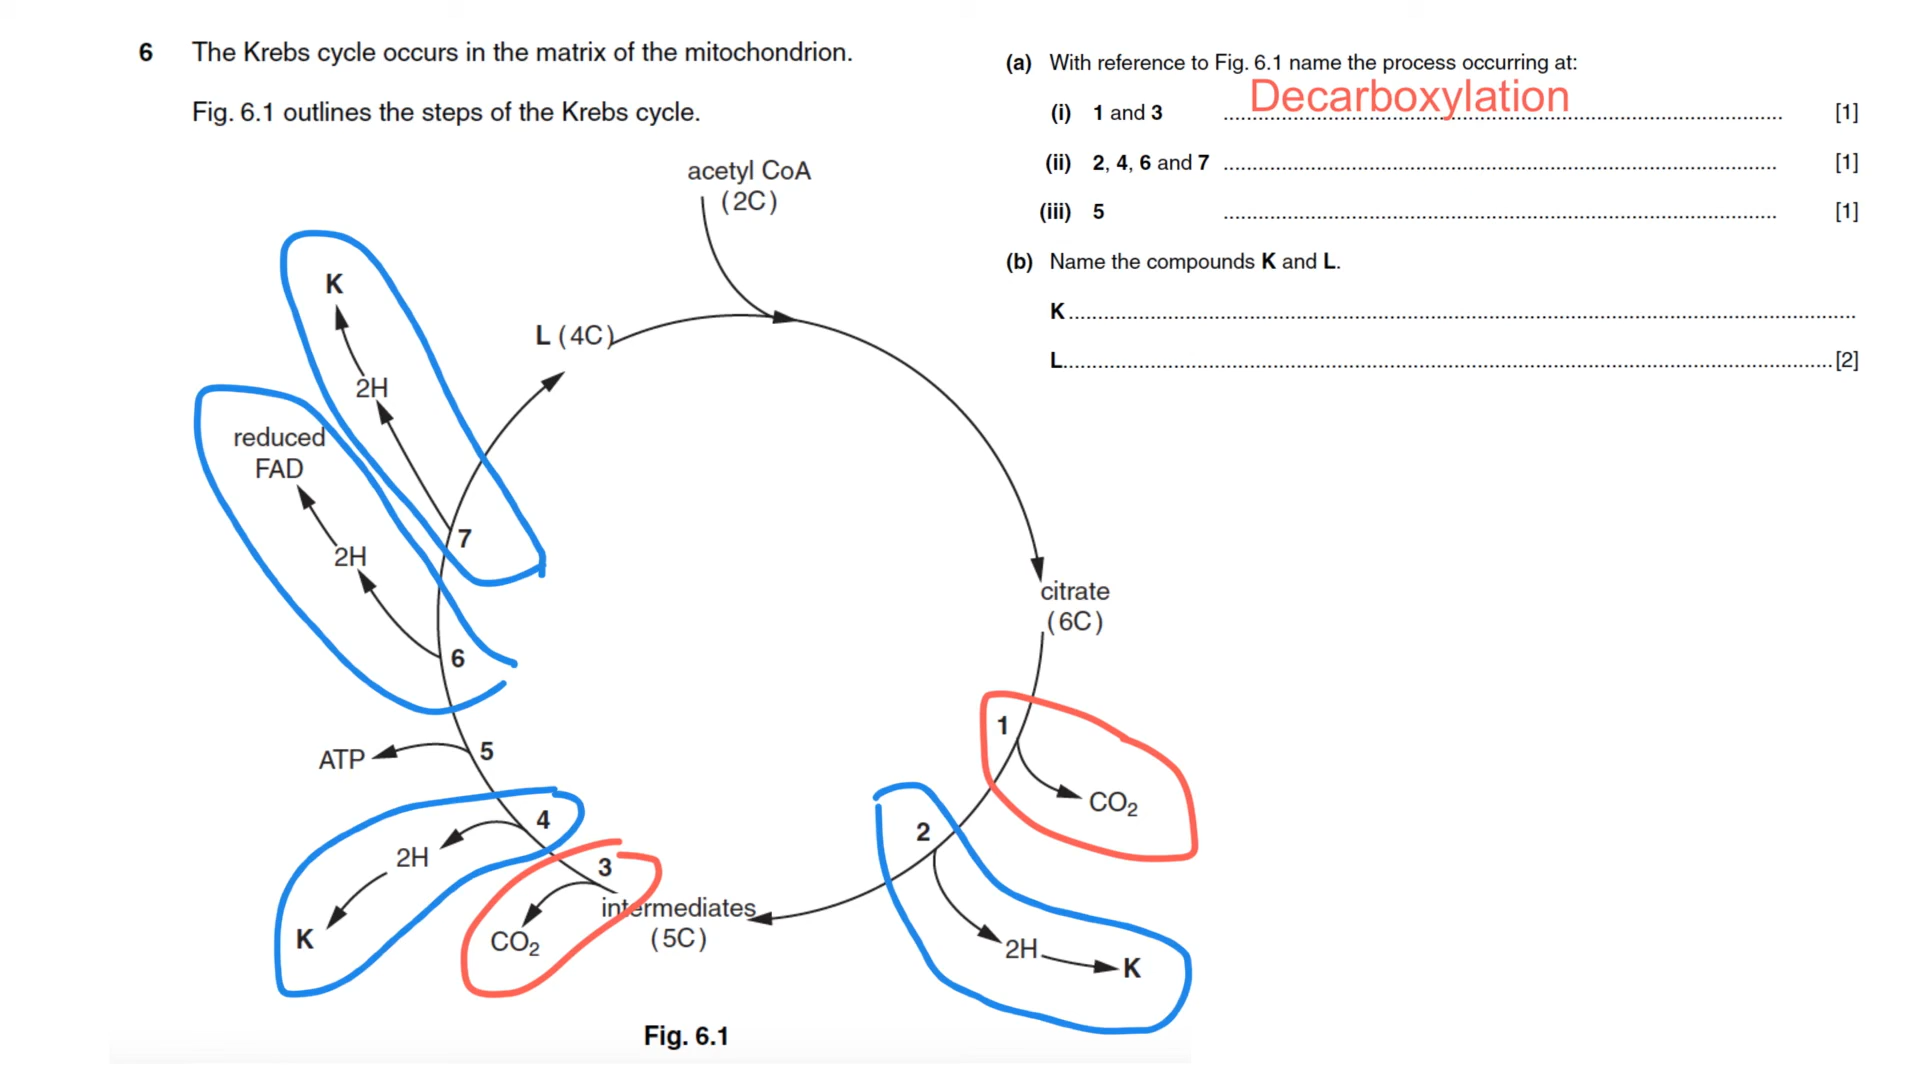 6 The Krebs cycle occurs in the matrix of the mitochondrion.
Fig. 6.1 outlines the steps of the Krebs cycle.
acetyl CoA
(2C)
K
L (4C)
2H
reduced
FAD
7
2H
citrate
(6C)
6
1
5
ATP
CO₂
4
2
2H
3
intermediates
(5C)
K
CO₂
2H
K
Fig. 6.1
(a) With reference to Fig. 6.1 name the process occurring at:
Decarboxylation
(i) 1 and 3 [1]
(ii) 2, 4, 6 and 7 [1]
(iii) 5 [1]
(b) Name the compounds K and L.
K
L [2]